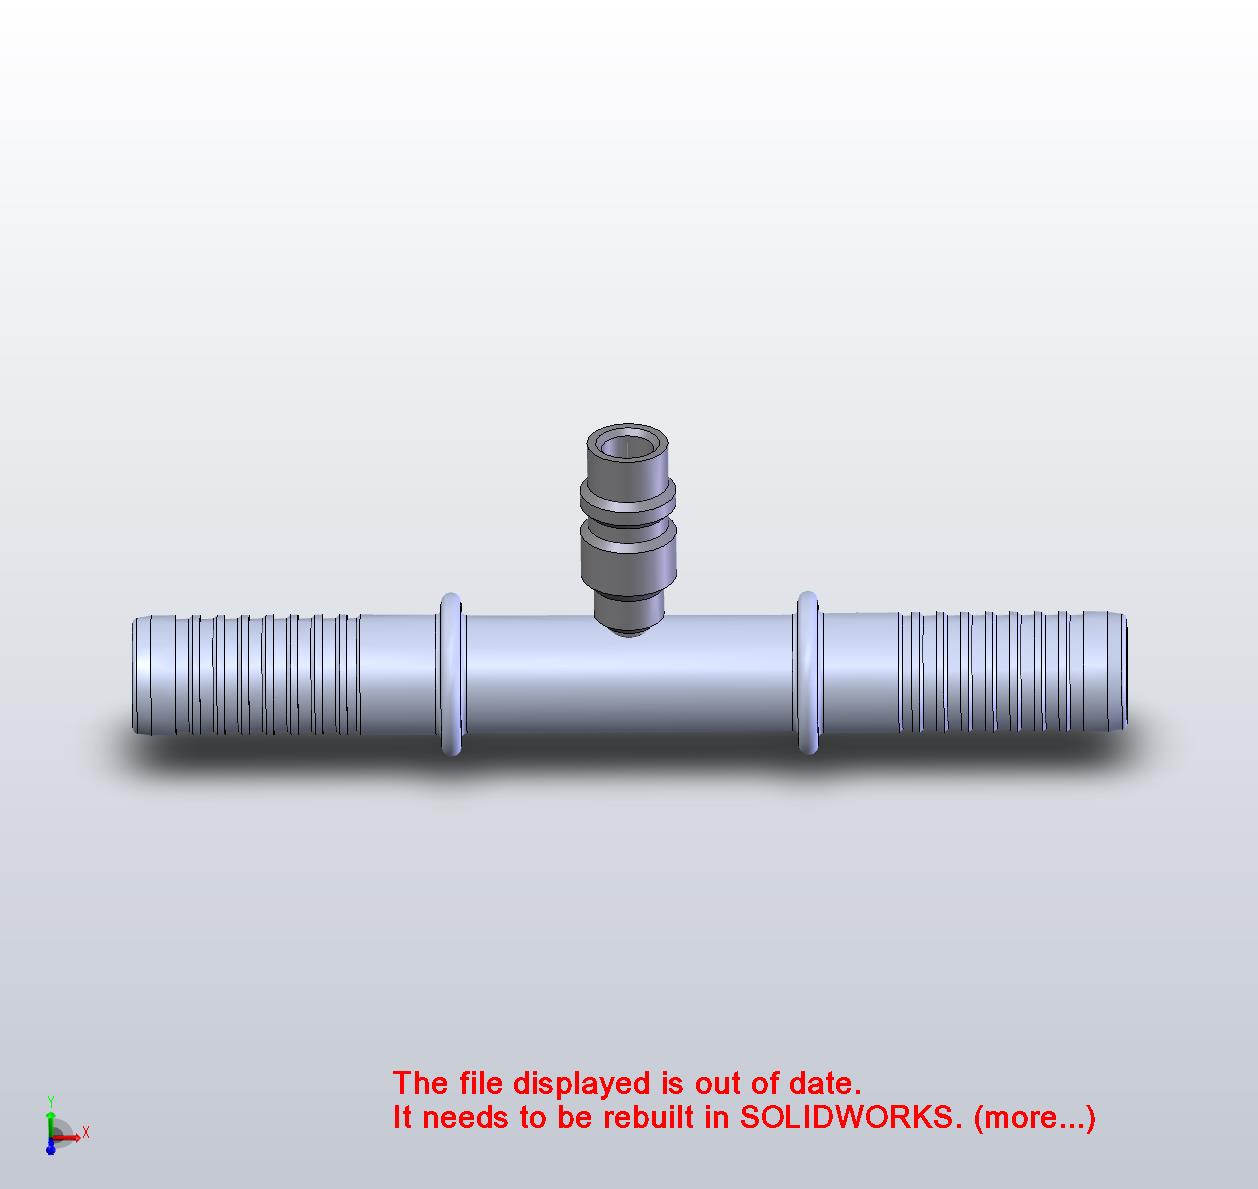 The file displayed is out of date.
It needs to be rebuilt in SOLIDWORKS. (more...)
Y
X